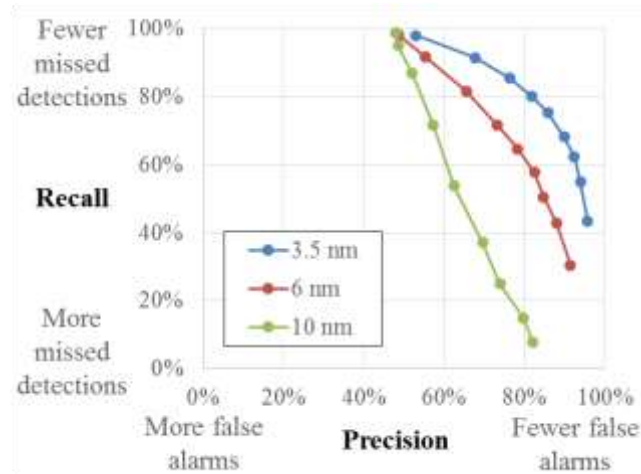 Fewer
missed
detections
Recall
More
missed
detections
100%
80%
60%
40%
20%
0%
3.5 nm
6 nm
10 nm
0% 20% 40% 60% 80% 100%
More false
alarms
Precision
Fewer false
alarms